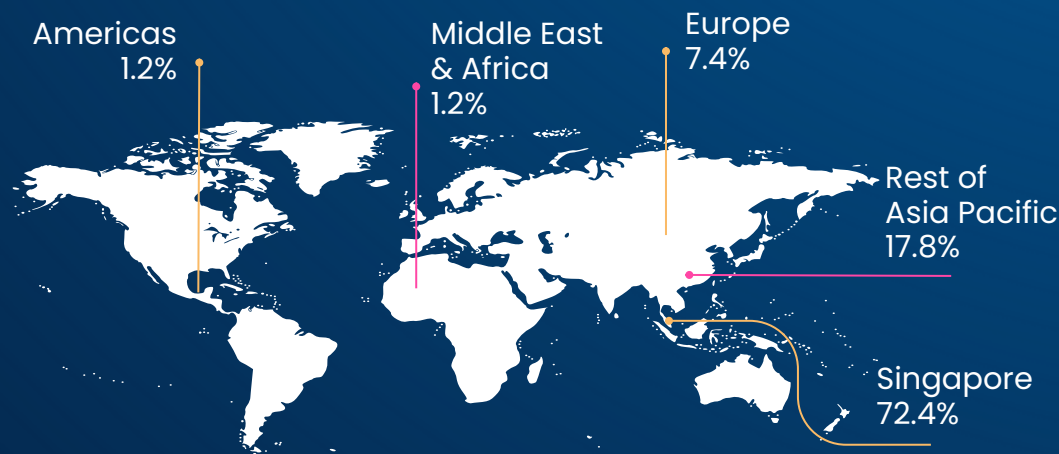 Americas
1.2%
Middle East
& Africa
1.2%
Europe
7.4%
Rest of
Asia Pacific
17.8%
Singapore
72.4%